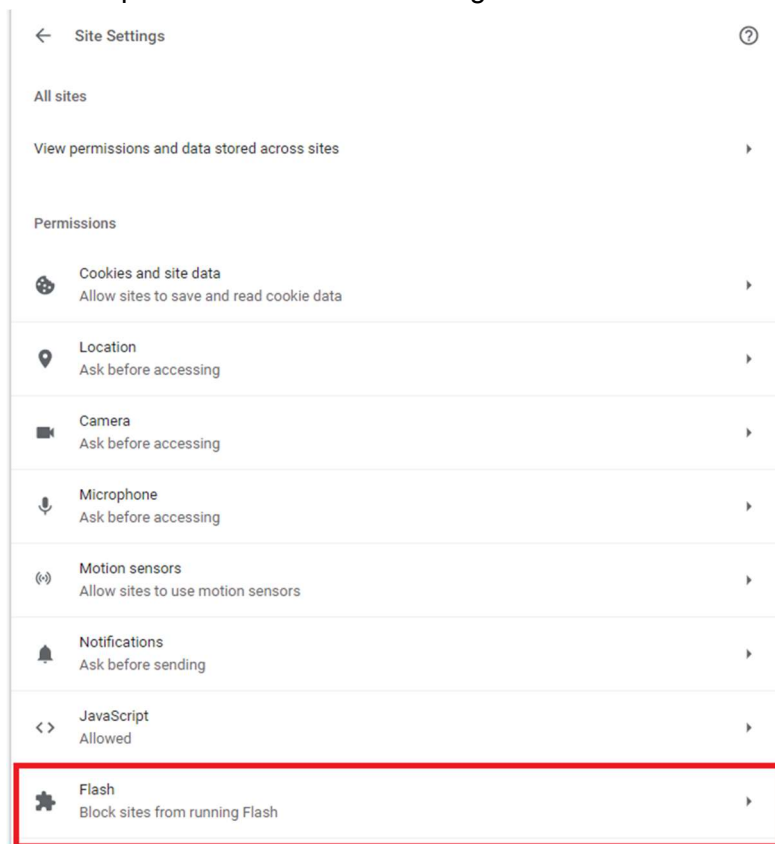 Site Settings
All sites
View permissions and data stored across sites
Permissions
Cookies and site data
Allow sites to save and read cookie data
Location
Ask before accessing
Camera
Ask before accessing
Microphone
Ask before accessing
Motion sensors
Allow sites to use motion sensors
Notifications
Ask before sending
JavaScript
Allowed
Flash
Block sites from running Flash